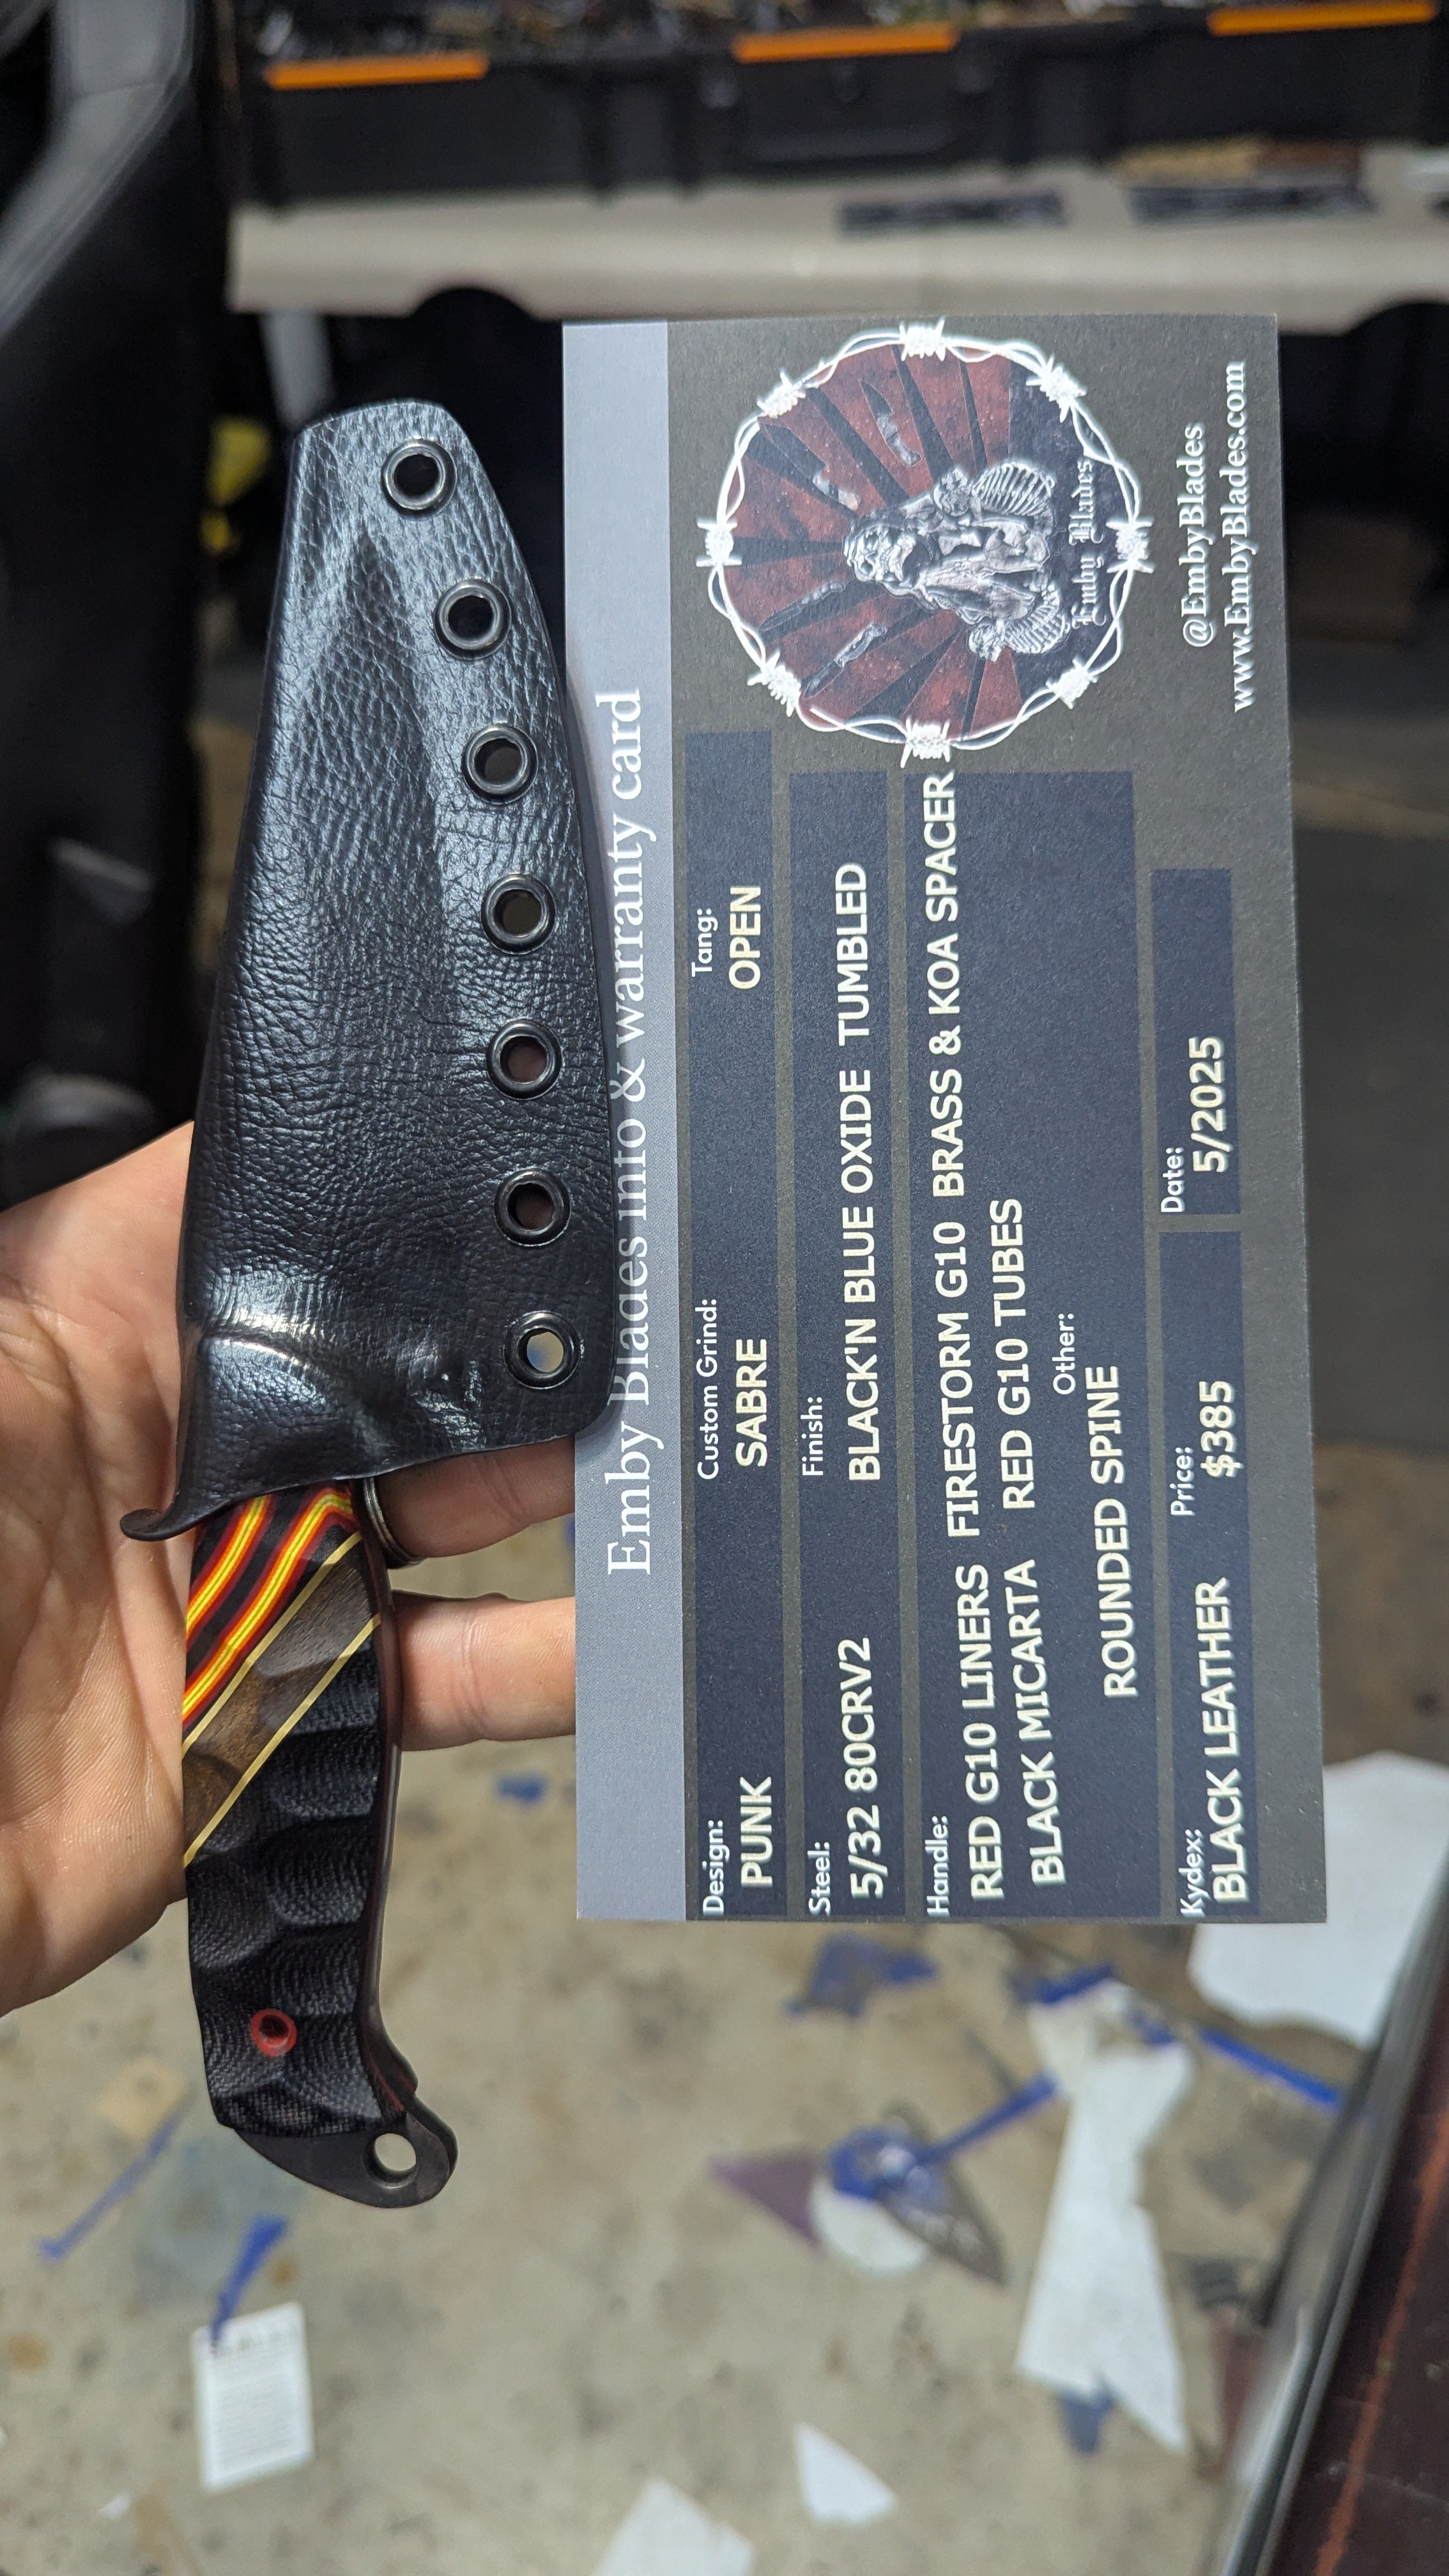 Emby Blades info & warranty card
Design:
PUNK
Custom Grind:
SABRE
Tang:
OPEN
Steel:
5/32 80CRV2
Finish:
BLACK'N BLUE OXIDE TUMBLED
Handle:
RED G10 LINERS FIRESTORM G10 BRASS & KOA SPACER
BLACK MICARTA RED G10 TUBES
Other:
ROUNDED SPINE
Kydex:
BLACK LEATHER
Price:
$385
Date:
5/2025
Emby Blades
@EmbyBlades
www.EmbyBlades.com